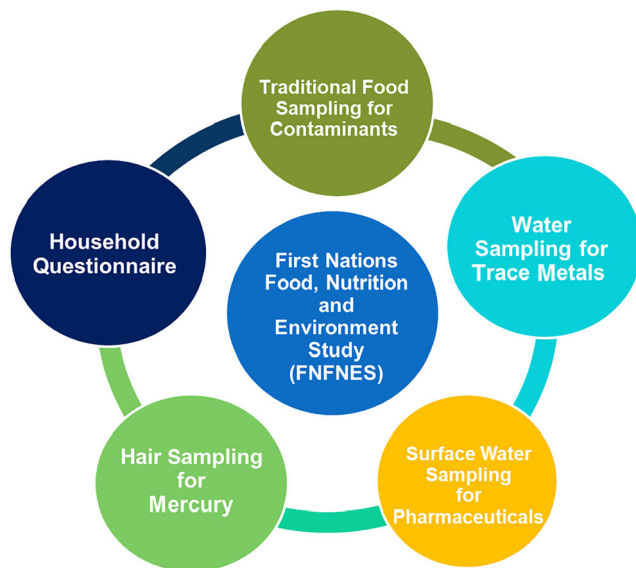 Traditional Food
Sampling for
Contaminants
Water
Sampling for
Trace Metals
Surface Water
Sampling
for
Pharmaceuticals
Hair Sampling
for
Mercury
Household
Questionnaire
First Nations
Food, Nutrition
and
Environment
Study
(FNFNES)